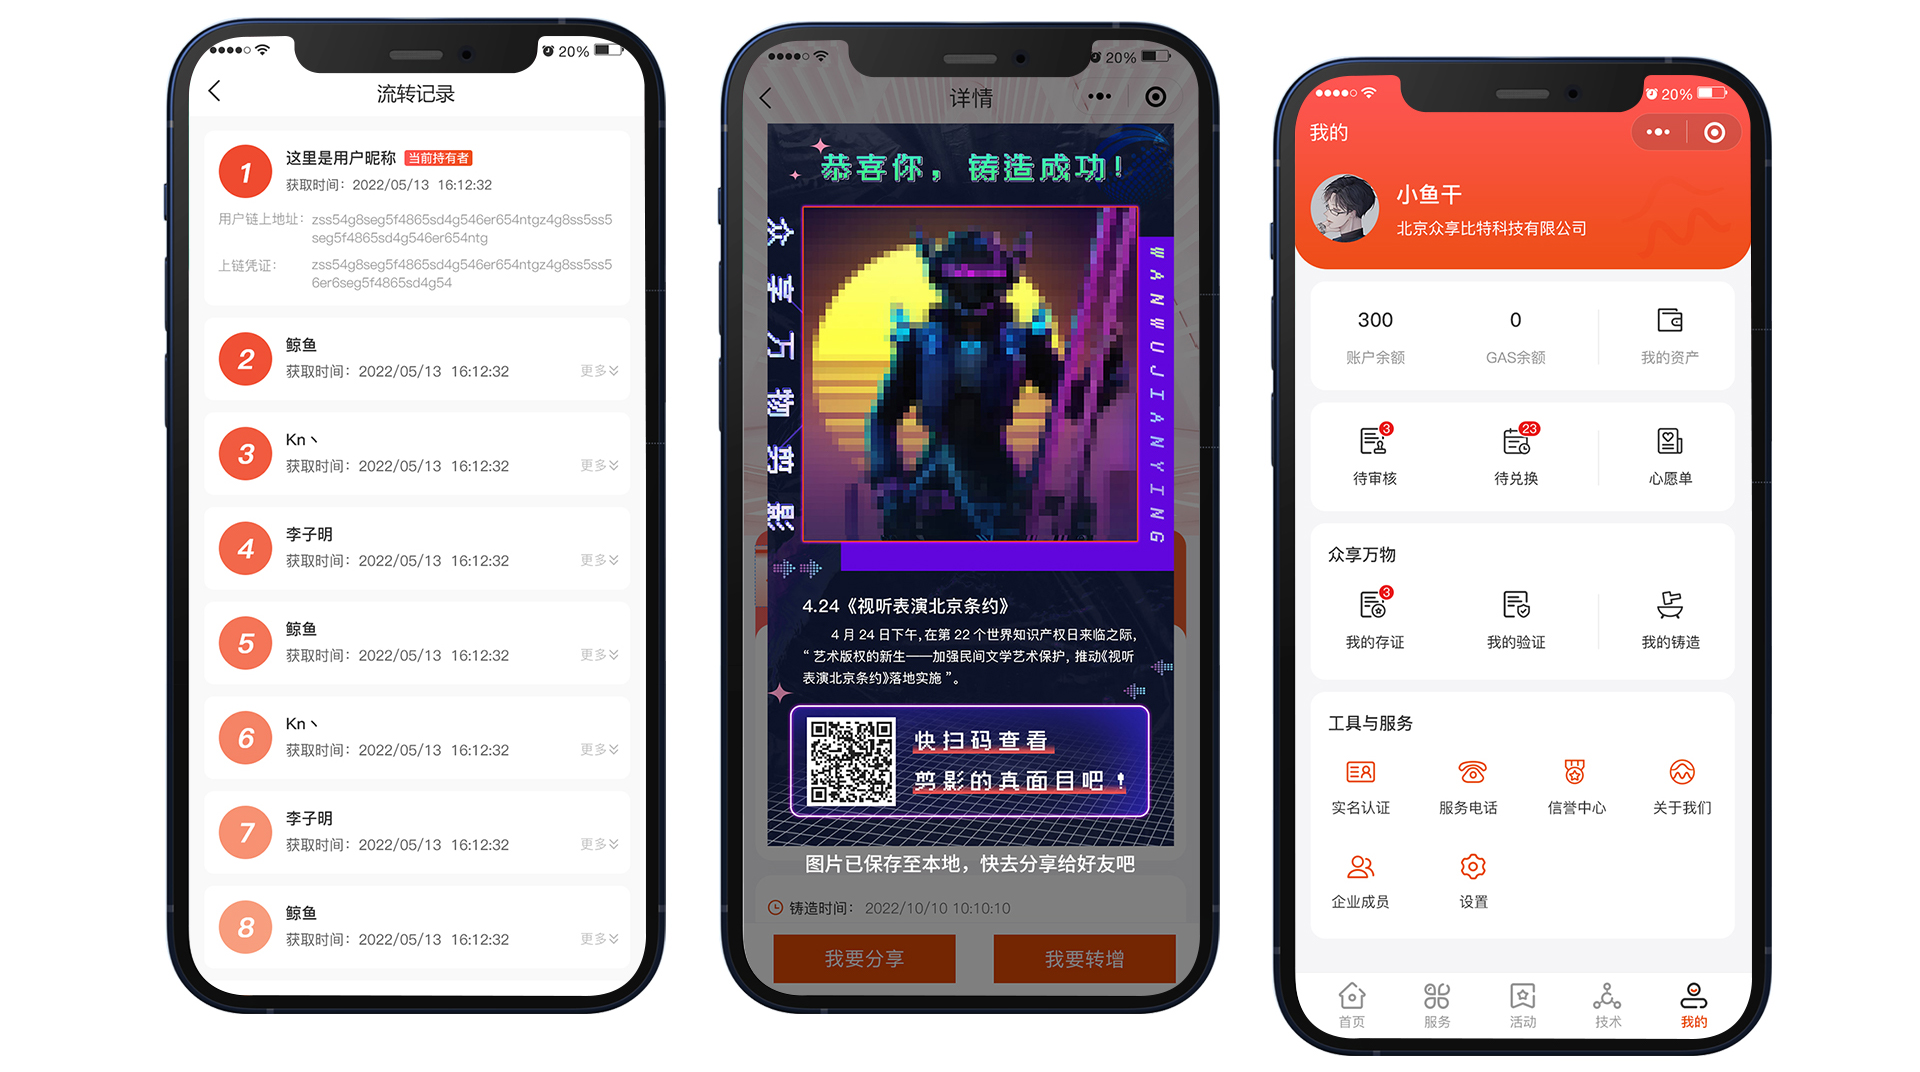 20%
流转记录
1
这里是用户昵称 当前持有者
获取时间：2022/05/13 16:12:32
用户链上地址：zss54g8seg5f4865sd4g546er654ntgz4g8ss5ss5
seg5f4865sd4g546er654ntg
上链凭证：zss54g8seg5f4865sd4g546er654ntgz4g8ss5ss5
6er6seg5f4865sd4g54
2
鲸鱼
获取时间：2022/05/13 16:12:32 更多
3
Kn丶
获取时间：2022/05/13 16:12:32 更多
4
李子明
获取时间：2022/05/13 16:12:32 更多
5
鲸鱼
获取时间：2022/05/13 16:12:32 更多
6
Kn丶
获取时间：2022/05/13 16:12:32 更多
7
李子明
获取时间：2022/05/13 16:12:32 更多
8
鲸鱼
获取时间：2022/05/13 16:12:32 更多
20%
详情
恭喜你，铸造成功！
众享万物剪影
WANWUJIANYING
4.24《视听表演北京条约》
4 月 24 日下午，在第 22 个世界知识产权日来临之际，
“ 艺术版权的新生——加强民间文学艺术保护，推动《视听
表演北京条约》落地实施 ”。
快扫码查看
剪影的真面目吧！
图片已保存至本地，快去分享给好友吧
铸造时间： 2022/10/10 10:10:10
我要分享 我要转增
20%
我的
小鱼干
北京众享比特科技有限公司
300 0
账户余额 GAS余额 我的资产
3 23
待审核 待兑换 心愿单
众享万物
3
我的存证 我的验证 我的铸造
工具与服务
实名认证 服务电话 信誉中心 关于我们
企业成员 设置
首页 服务 活动 技术 我的